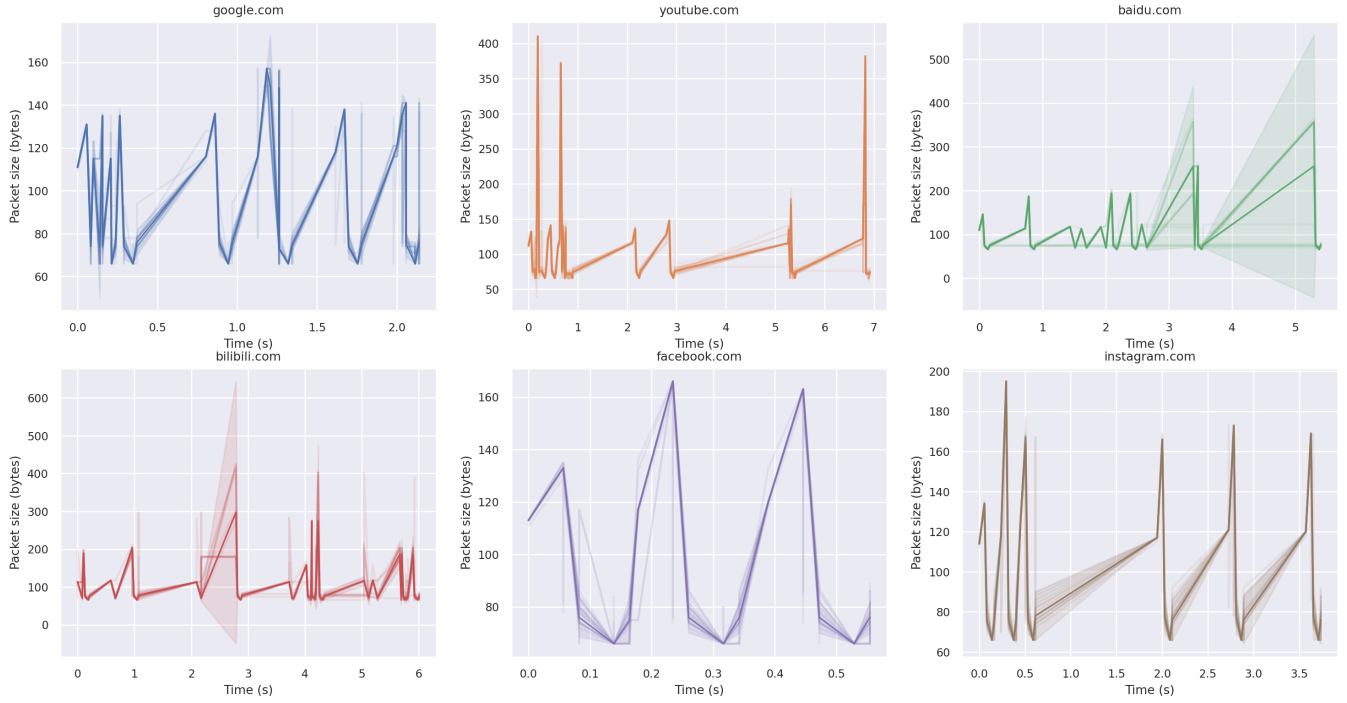 google.com
Packet size (bytes)
160
140
120
100
80
60
0.0 0.5 1.0 1.5 2.0
Time (s)
youtube.com
Packet size (bytes)
400
350
300
250
200
150
100
50
0 1 2 3 4 5 6 7
Time (s)
baidu.com
Packet size (bytes)
500
400
300
200
100
0
0 1 2 3 4 5
Time (s)
bilibili.com
Packet size (bytes)
600
500
400
300
200
100
0
0 1 2 3 4 5 6
Time (s)
facebook.com
Packet size (bytes)
160
140
120
100
80
0.0 0.1 0.2 0.3 0.4 0.5
Time (s)
instagram.com
Packet size (bytes)
200
180
160
140
120
100
80
60
0.0 0.5 1.0 1.5 2.0 2.5 3.0 3.5
Time (s)